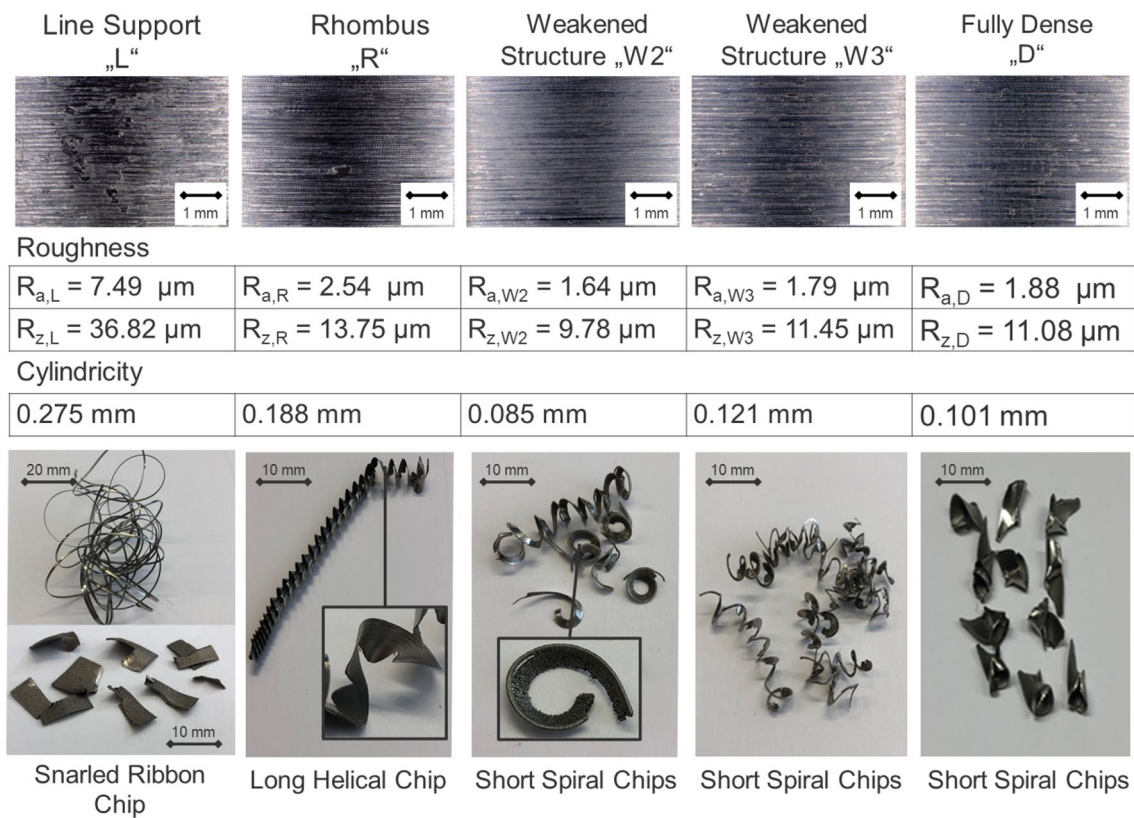 Line Support
„L“
Rhombus
„R“
Weakened
Structure „W2“
Weakened
Structure „W3“
Fully Dense
„D“
1 mm
1 mm
1 mm
1 mm
1 mm
Roughness
Ra,L = 7.49 µm
Ra,R = 2.54 µm
Ra,W2 = 1.64 µm
Ra,W3 = 1.79 µm
Ra,D = 1.88 µm
Rz,L = 36.82 µm
Rz,R = 13.75 µm
Rz,W2 = 9.78 µm
Rz,W3 = 11.45 µm
Rz,D = 11.08 µm
Cylindricity
0.275 mm
0.188 mm
0.085 mm
0.121 mm
0.101 mm
20 mm
10 mm
10 mm
10 mm
10 mm
10 mm
Snarled Ribbon
Chip
Long Helical Chip
Short Spiral Chips
Short Spiral Chips
Short Spiral Chips